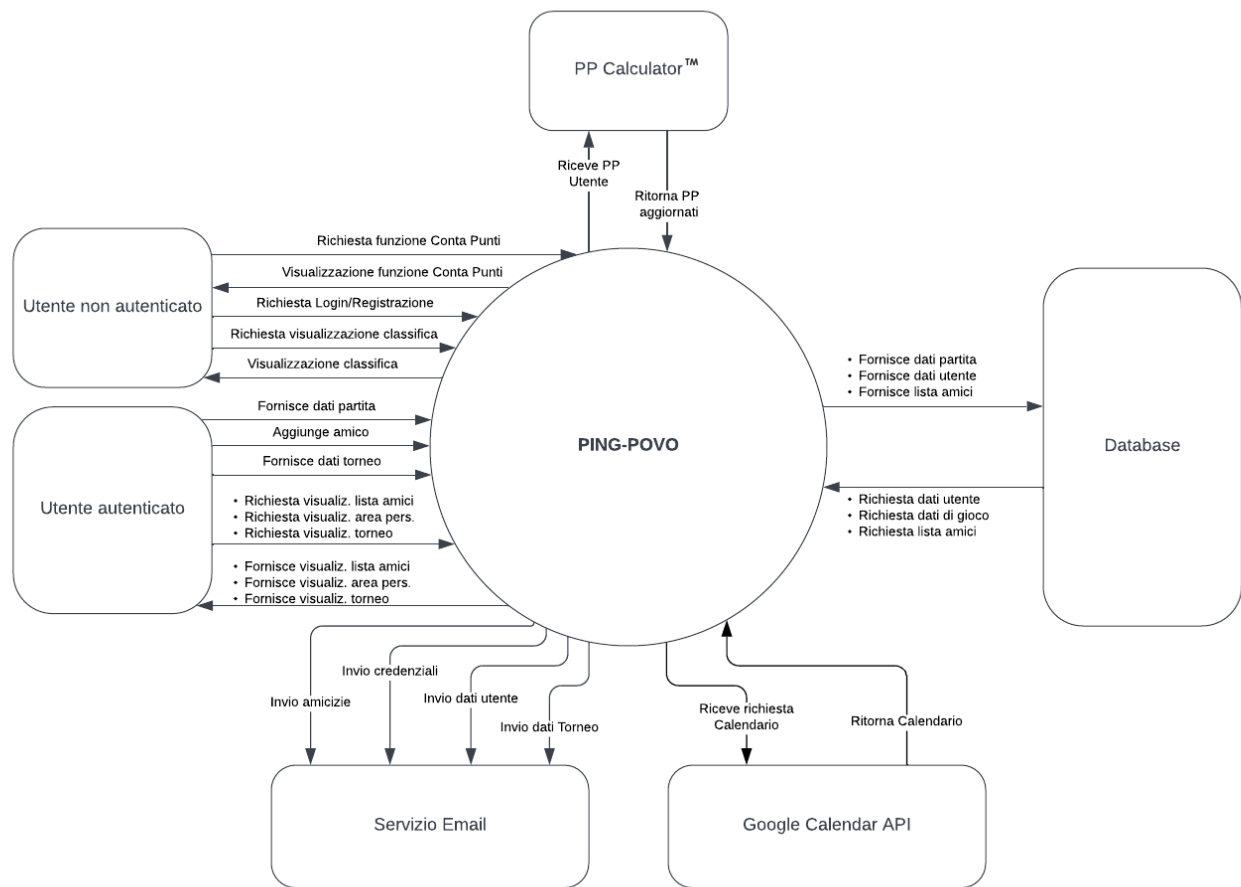 PP Calculator™
Riceve PP
Utente
Ritorna PP
aggiornati
Utente non autenticato
Richiesta funzione Conta Punti
Visualizzazione funzione Conta Punti
Richiesta Login/Registrazione
Richiesta visualizzazione classifica
Visualizzazione classifica
Utente autenticato
Fornisce dati partita
Aggiunge amico
Fornisce dati torneo
• Richiesta visualiz. lista amici
• Richiesta visualiz. area pers.
• Richiesta visualiz. torneo
• Fornisce visualiz. lista amici
• Fornisce visualiz. area pers.
• Fornisce visualiz. torneo
PING-POVO
• Fornisce dati partita
• Fornisce dati utente
• Fornisce lista amici
• Richiesta dati utente
• Richiesta dati di gioco
• Richiesta lista amici
Database
Invio amicizie
Invio credenziali
Invio dati utente
Invio dati Torneo
Riceve richiesta
Calendario
Ritorna Calendario
Servizio Email
Google Calendar API